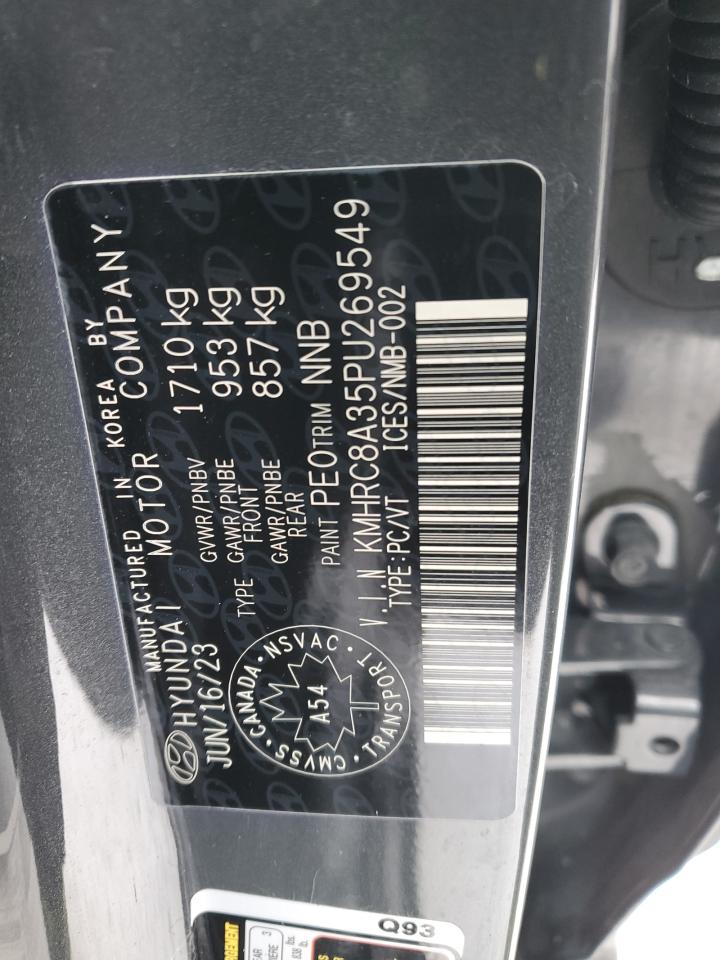 MANUFACTURED IN KOREA BY
HYUNDAI MOTOR COMPANY
JUN/16/23
GVWR/PNBV 1710 kg
TYPE GAWR/PNBE FRONT 953 kg
GAWR/PNBE REAR 857 kg
PAINT PE0 TRIM NNB
V.I.N KMHRC8A35PU269549
TYPE:PC/VT ICES/NMB-002
CANADA · NSVAC · TRANSPORT · CMVSS ·
A54
Q93
3